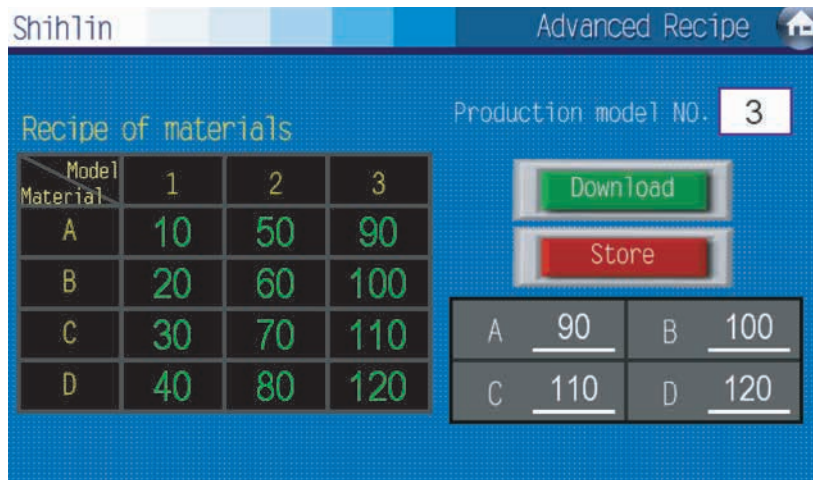 Shihlin Advanced Recipe
Production model NO. 3
Recipe of materials
Model
Material 1 2 3
A 10 50 90
B 20 60 100
C 30 70 110
D 40 80 120
Download
Store
A 90 B 100
C 110 D 120